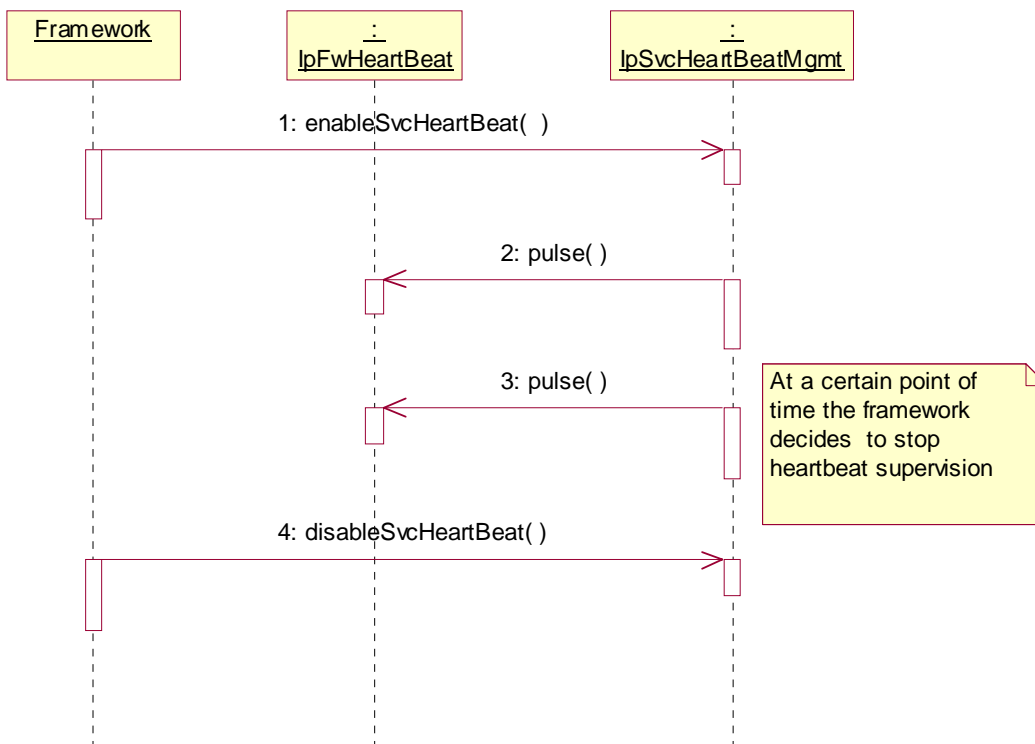 Framework
:
IpFwHeartBeat
:
IpSvcHeartBeatMgmt
1: enableSvcHeartBeat( )
2: pulse( )
3: pulse( )
At a certain point of
time the framework
decides to stop
heartbeat supervision
4: disableSvcHeartBeat( )